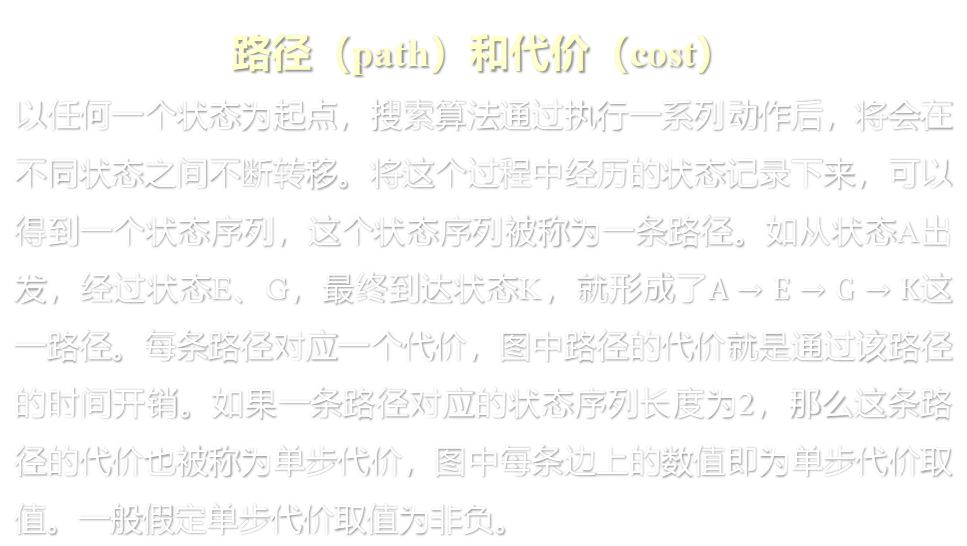 路径（path）和代价（cost）
以任何一个状态为起点，搜索算法通过执行一系列动作后，将会在
不同状态之间不断转移。将这个过程中经历的状态记录下来，可以
得到一个状态序列，这个状态序列被称为一条路径。如从状态A出
发，经过状态E、G，最终到达状态K，就形成了A → E → G → K这
一路径。每条路径对应一个代价，图中路径的代价就是通过该路径
的时间开销。如果一条路径对应的状态序列长度为2，那么这条路
径的代价也被称为单步代价，图中每条边上的数值即为单步代价取
值。一般假定单步代价取值为非负。